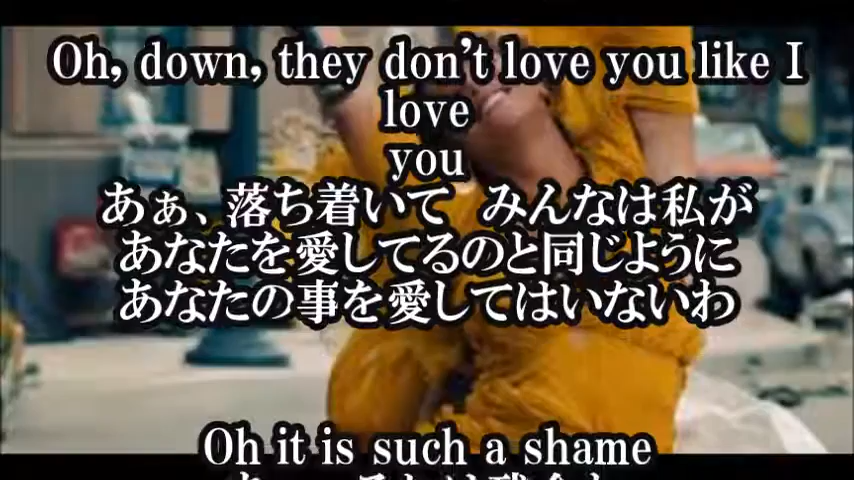 Oh, down, they don't love you like I
love
you
あぁ、落ち着いて　みんなは私が
あなたを愛してるのと同じように
あなたの事を愛してはいないわ
Oh it is such a shame